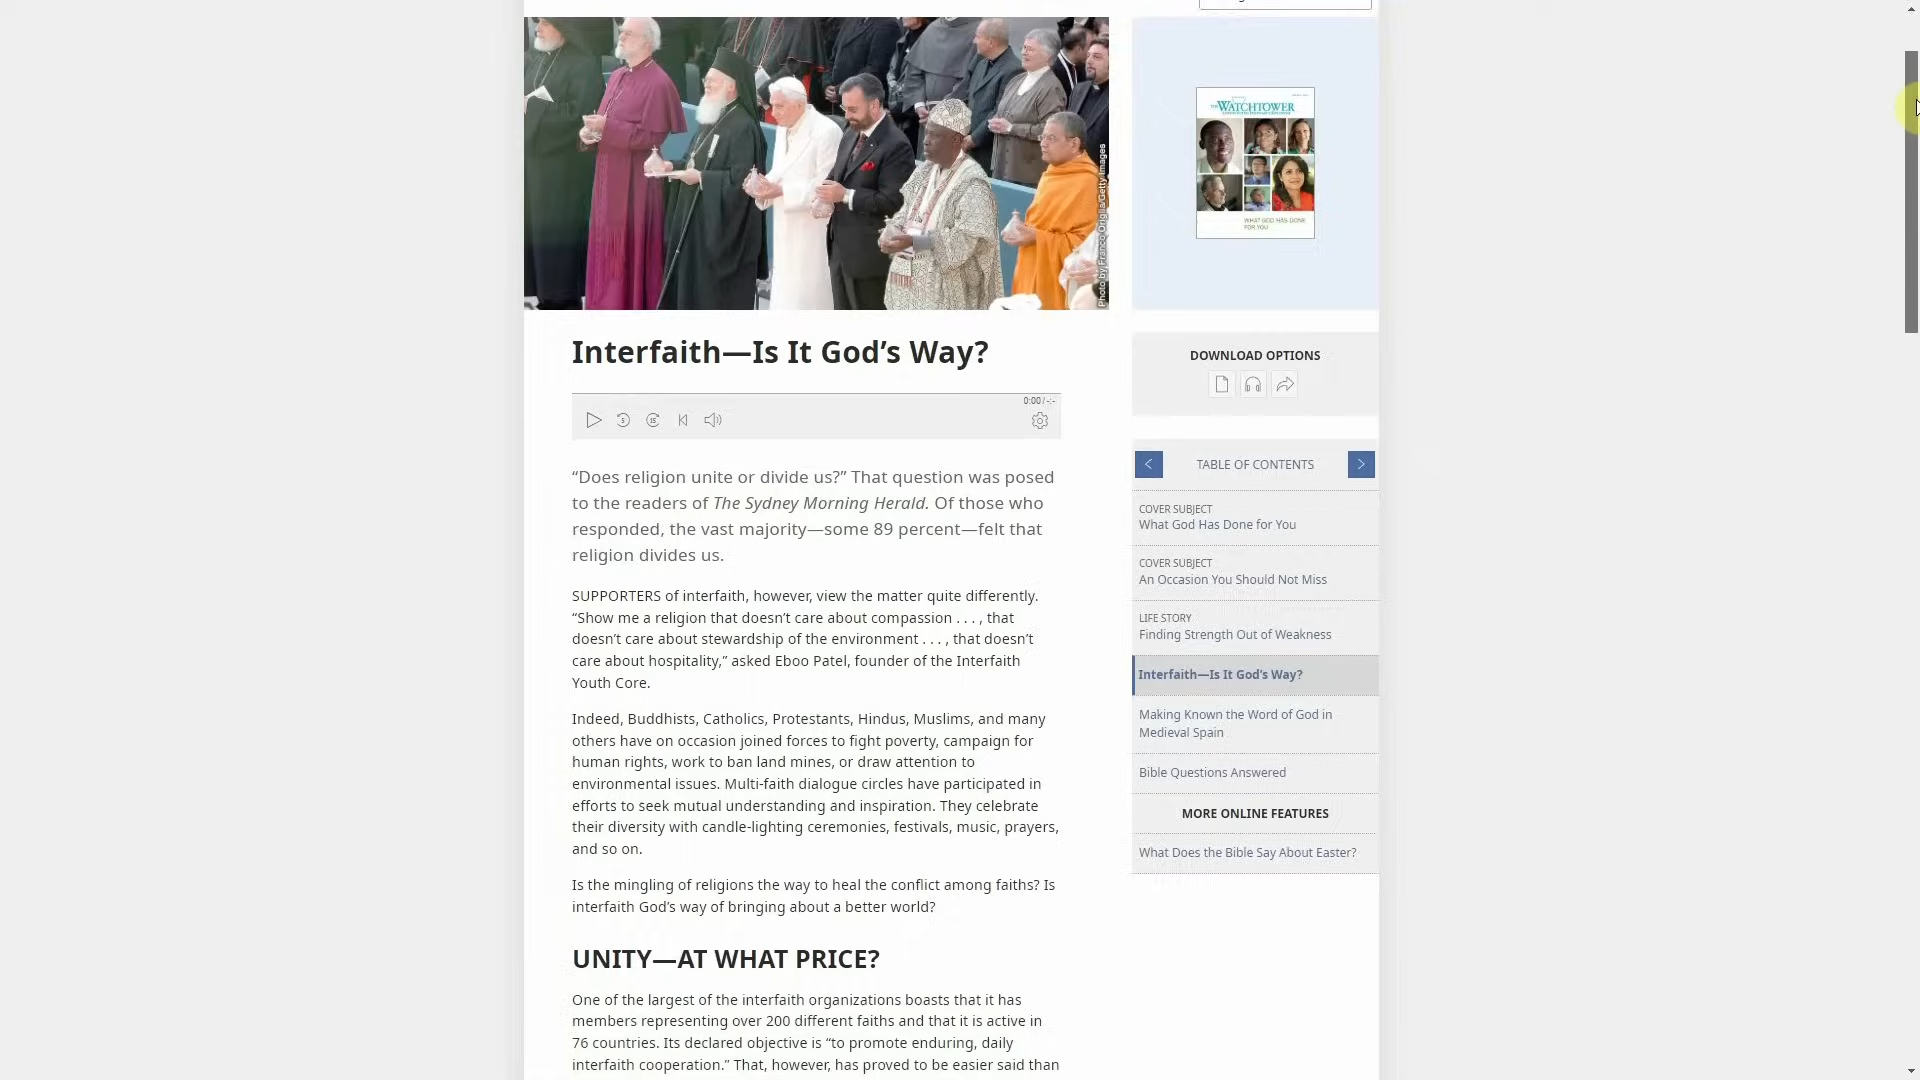 Photo by Franco Origlia/Getty Images
THE WATCHTOWER
WHAT GOD HAS DONE
FOR YOU
Interfaith—Is It God’s Way?
0:00 / -:-
5
15
“Does religion unite or divide us?” That question was posed
to the readers of The Sydney Morning Herald. Of those who
responded, the vast majority—some 89 percent—felt that
religion divides us.
SUPPORTERS of interfaith, however, view the matter quite differently.
“Show me a religion that doesn’t care about compassion . . . , that
doesn’t care about stewardship of the environment . . . , that doesn’t
care about hospitality,” asked Eboo Patel, founder of the Interfaith
Youth Core.
Indeed, Buddhists, Catholics, Protestants, Hindus, Muslims, and many
others have on occasion joined forces to fight poverty, campaign for
human rights, work to ban land mines, or draw attention to
environmental issues. Multi-faith dialogue circles have participated in
efforts to seek mutual understanding and inspiration. They celebrate
their diversity with candle-lighting ceremonies, festivals, music, prayers,
and so on.
Is the mingling of religions the way to heal the conflict among faiths? Is
interfaith God’s way of bringing about a better world?
UNITY—AT WHAT PRICE?
One of the largest of the interfaith organizations boasts that it has
members representing over 200 different faiths and that it is active in
76 countries. Its declared objective is “to promote enduring, daily
interfaith cooperation.” That, however, has proved to be easier said than
DOWNLOAD OPTIONS
TABLE OF CONTENTS
COVER SUBJECT
What God Has Done for You
COVER SUBJECT
An Occasion You Should Not Miss
LIFE STORY
Finding Strength Out of Weakness
Interfaith—Is It God’s Way?
Making Known the Word of God in
Medieval Spain
Bible Questions Answered
MORE ONLINE FEATURES
What Does the Bible Say About Easter?